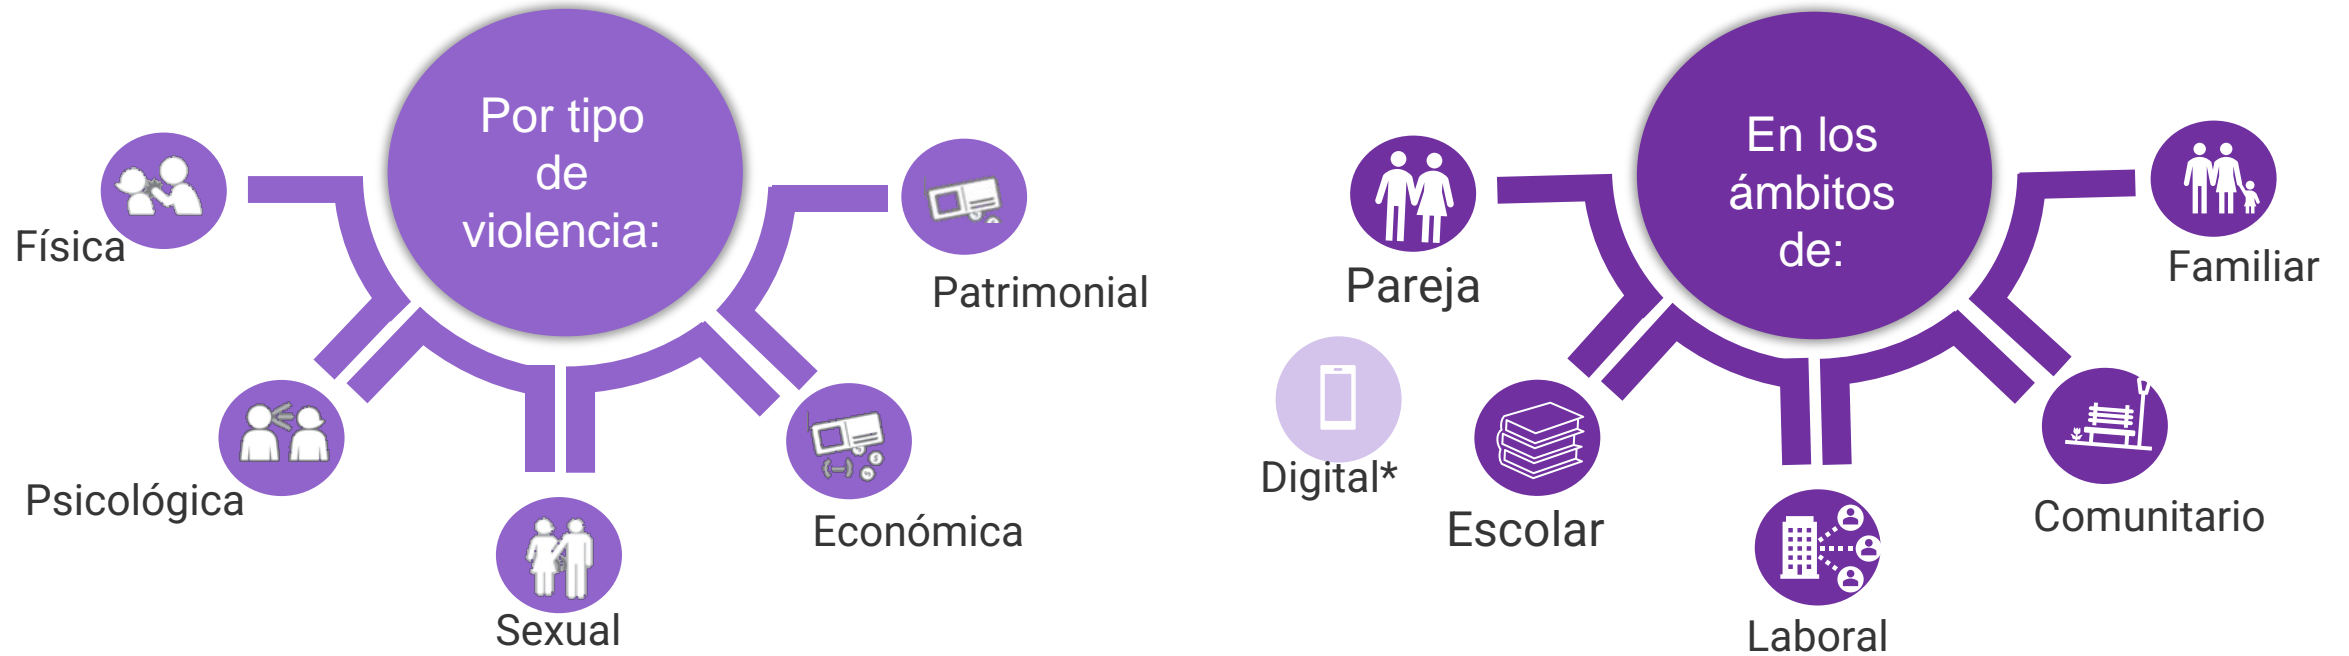 Por tipo
de
violencia:
Física
Psicológica
Sexual
Económica
Patrimonial
En los
ámbitos
de:
Pareja
Digital*
Escolar
Laboral
Comunitario
Familiar